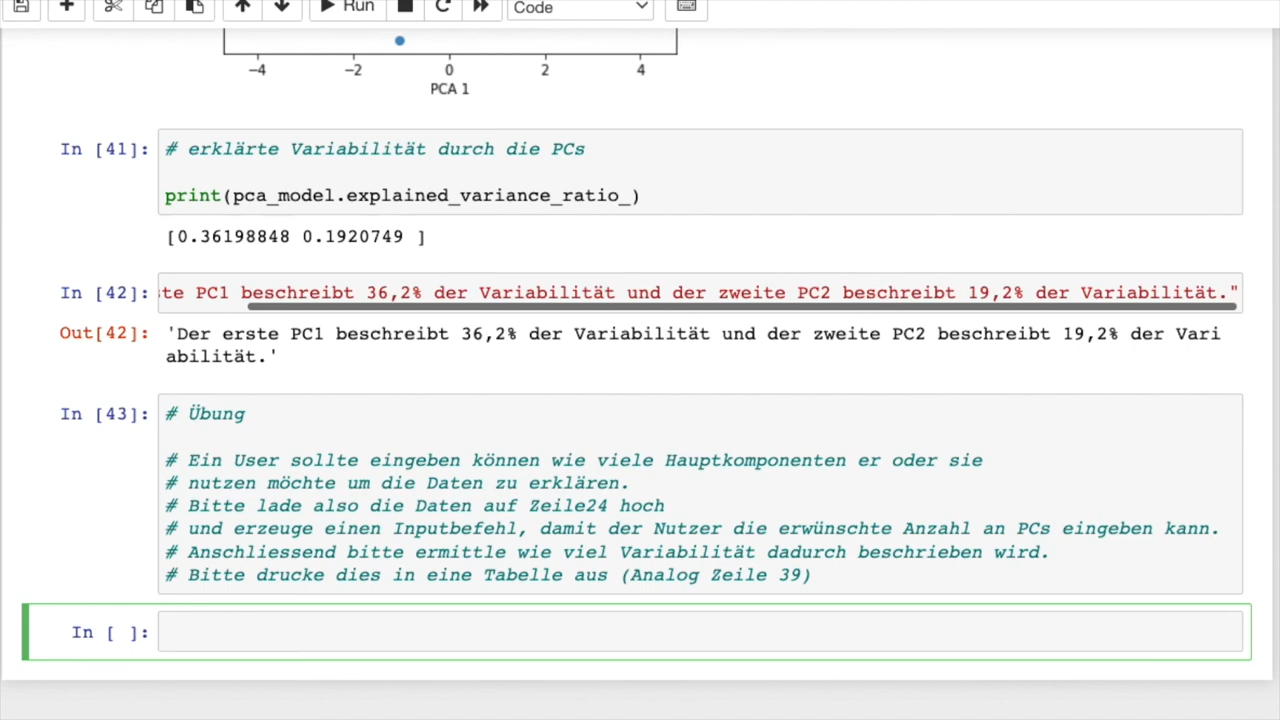 Run
Code
−4 −2 0 2 4
PCA 1
In [41]: # erklärte Variabilität durch die PCs
print(pca_model.explained_variance_ratio_)
[0.36198848 0.1920749 ]
In [42]: te PC1 beschreibt 36,2% der Variabilität und der zweite PC2 beschreibt 19,2% der Variabilität."
Out[42]: 'Der erste PC1 beschreibt 36,2% der Variabilität und der zweite PC2 beschreibt 19,2% der Vari
abilität.'
In [43]: # Übung
# Ein User sollte eingeben können wie viele Hauptkomponenten er oder sie
# nutzen möchte um die Daten zu erklären.
# Bitte lade also die Daten auf Zeile24 hoch
# und erzeuge einen Inputbefehl, damit der Nutzer die erwünschte Anzahl an PCs eingeben kann.
# Anschliessend bitte ermittle wie viel Variabilität dadurch beschrieben wird.
# Bitte drucke dies in eine Tabelle aus (Analog Zeile 39)
In [ ]: